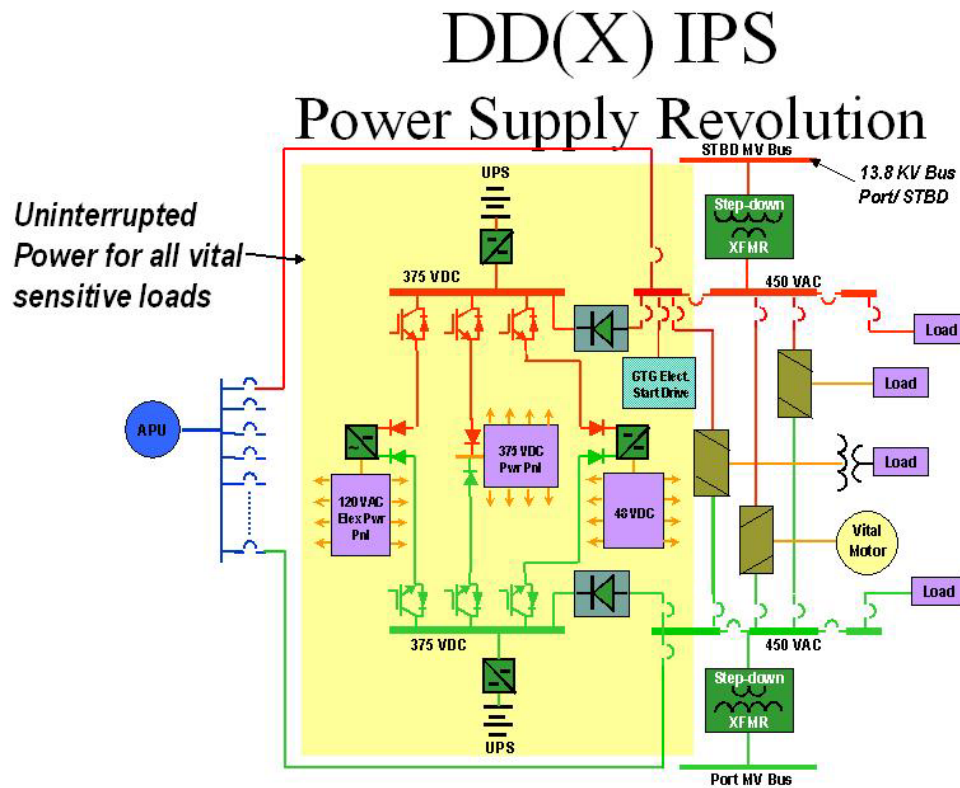 DD(X) IPS
Power Supply Revolution
STBD MV Bus
13.8 KV Bus
Port/ STBD
UPS
Uninterrupted
Power for all vital
sensitive loads
Step-down
XFMR
375 VDC
450 VAC
Load
GTG Elect.
Start Drive
Load
APU
375 VDC
Pwr Pnl
Load
120 VAC
Elex Pwr
Pnl
48 VDC
Vital
Motor
Load
375 VDC
450 VAC
Step-down
XFMR
UPS
Port MV Bus